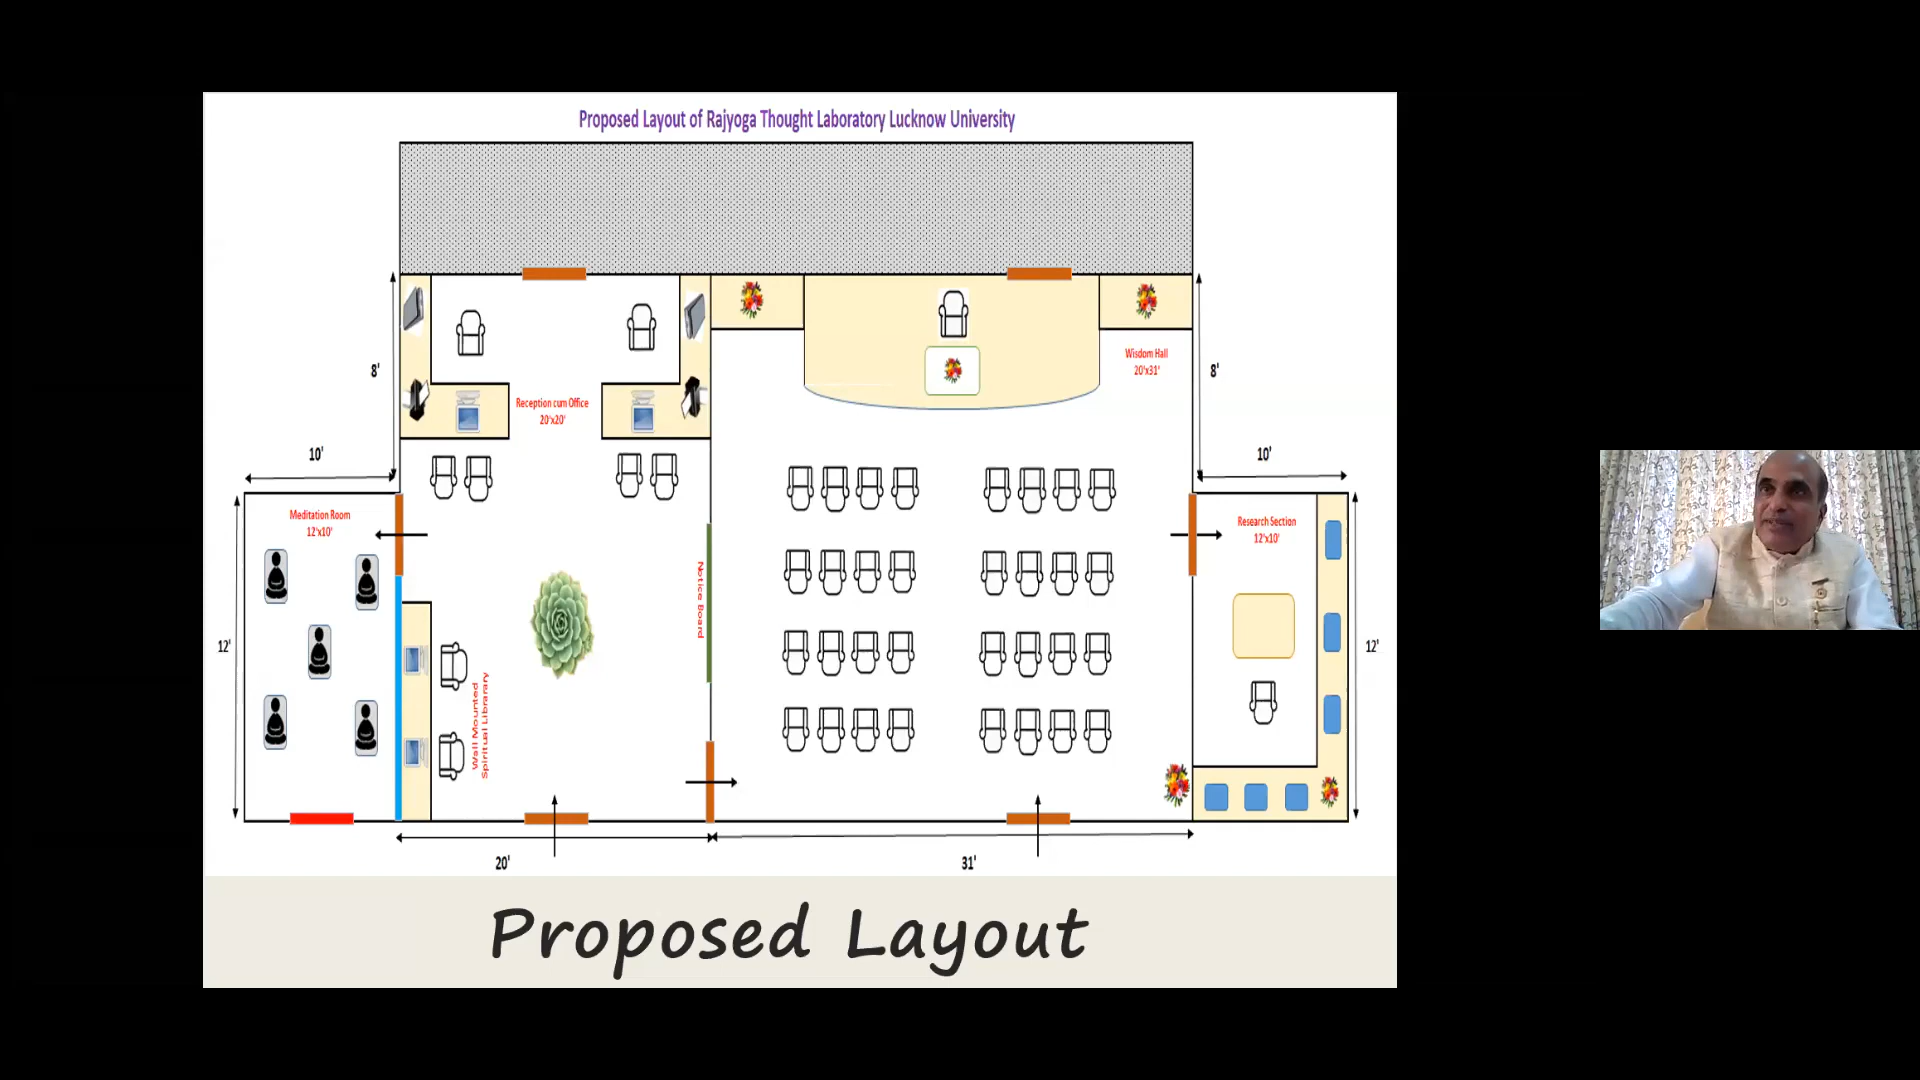 Proposed Layout of Rajyoga Thought Laboratory Lucknow University
8'
Wisdom Hall
20'x31'
8'
Reception cum Office
20'x20'
10'
10'
Meditation Room
12'x10'
Research Section
12'x10'
Notice Board
12'
12'
Wall Mounted
Spiritual Librarary
20'
31'
Proposed Layout